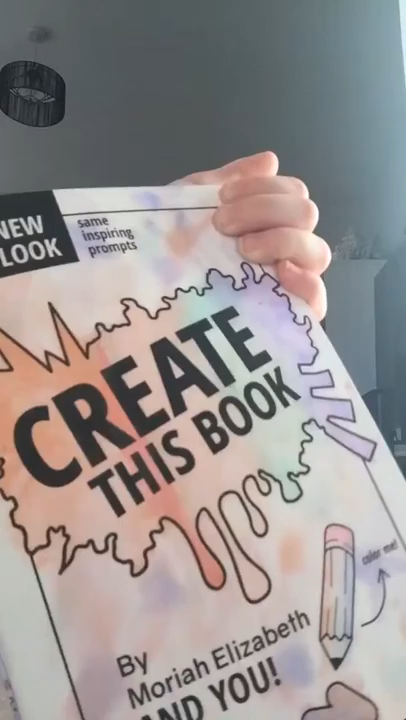 NEW
LOOK
same
inspiring
prompts
CREATE
THIS BOOK
color me!
By
Moriah Elizabeth
AND YOU!